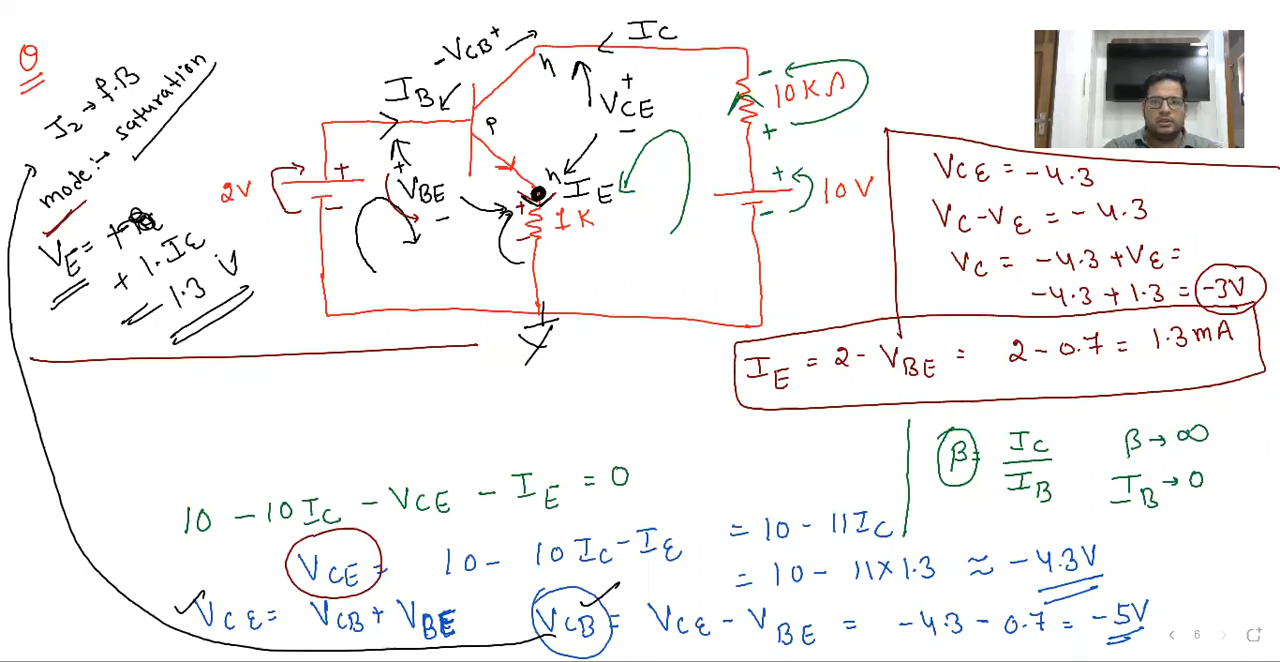 Q
J2 → f.B
mode:→ saturation
VE =
+ 1.IE
1.3 V
-VCB+
IC
IB
n
P
VCE
+
-
10KΩ
-
+
2V
+
-
VBE
+
-
n
IE
+
-
1K
+
-
10V
VCE = -4.3
VC-VE = -4.3
VC = -4.3 + VE =
-4.3 + 1.3 = -3V
IE = 2 - VBE = 2 - 0.7 = 1.3mA
β = IC/IB
β → ∞
IB → 0
10 - 10IC - VCE - IE = 0
VCE = 10 - 10IC - IE = 10 - 11IC
= 10 - 11×1.3 ≈ -4.3V
VCE = VCB + VBE
VCB = VCE - VBE = -4.3 - 0.7 = -5V
6